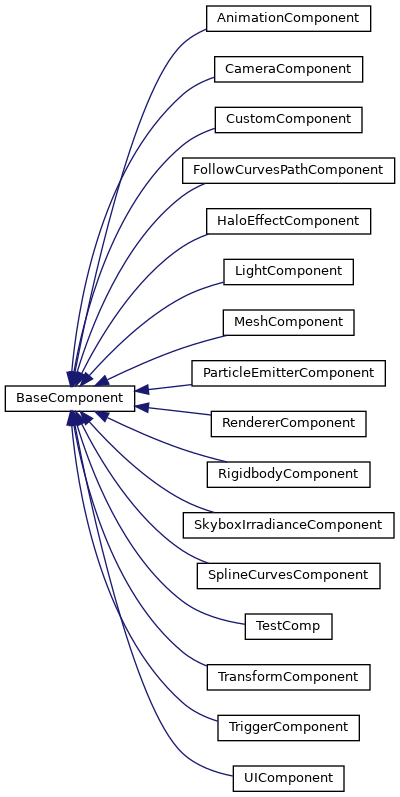 AnimationComponent
CameraComponent
CustomComponent
FollowCurvesPathComponent
HaloEffectComponent
LightComponent
MeshComponent
ParticleEmitterComponent
BaseComponent
RendererComponent
RigidbodyComponent
SkyboxIrradianceComponent
SplineCurvesComponent
TestComp
TransformComponent
TriggerComponent
UIComponent